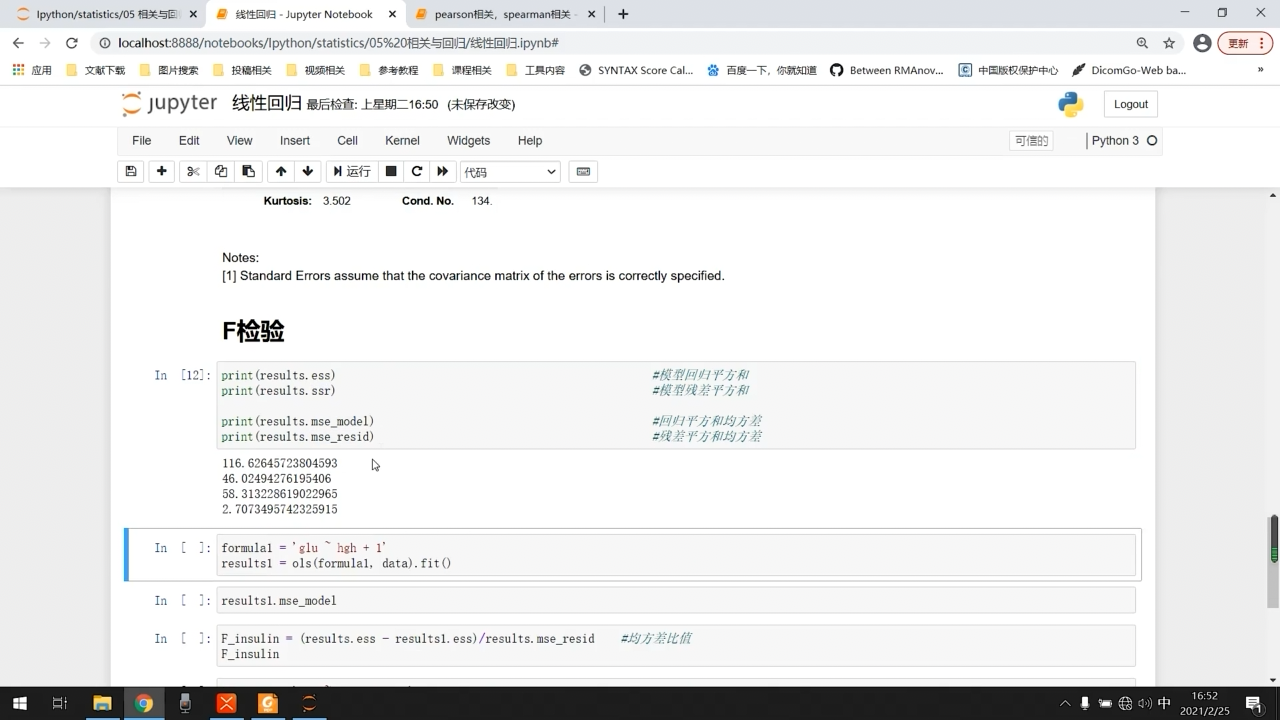 Ipython/statistics/05 相关与回
线性回归 - Jupyter Notebook
pearson相关，spearman相关 -
localhost:8888/notebooks/Ipython/statistics/05%20相关与回归/线性回归.ipynb#
更新
应用 文献下载 图片搜索 投稿相关 视频相关 参考教程 课程相关 工具内容 SYNTAX Score Cal... 百度一下，你就知道 Between RMAnov... 中国版权保护中心 DicomGo-Web ba... »
jupyter 线性回归 最后检查: 上星期二16:50 (未保存改变)
Logout
File Edit View Insert Cell Kernel Widgets Help
可信的 Python 3
运行 代码
Kurtosis: 3.502 Cond. No. 134.
Notes:
[1] Standard Errors assume that the covariance matrix of the errors is correctly specified.
F检验
In [12]: print(results.ess) #模型回归平方和
print(results.ssr) #模型残差平方和
print(results.mse_model) #回归平方和均方差
print(results.mse_resid) #残差平方和均方差
116.62645723804593
46.02494276195406
58.313228619022965
2.7073495742325915
In [ ]: formula1 = 'glu ~ hgh + 1'
results1 = ols(formula1, data).fit()
In [ ]: results1.mse_model
In [ ]: F_insulin = (results.ess - results1.ess)/results.mse_resid #均方差比值
F_insulin
中
16:52
2021/2/25